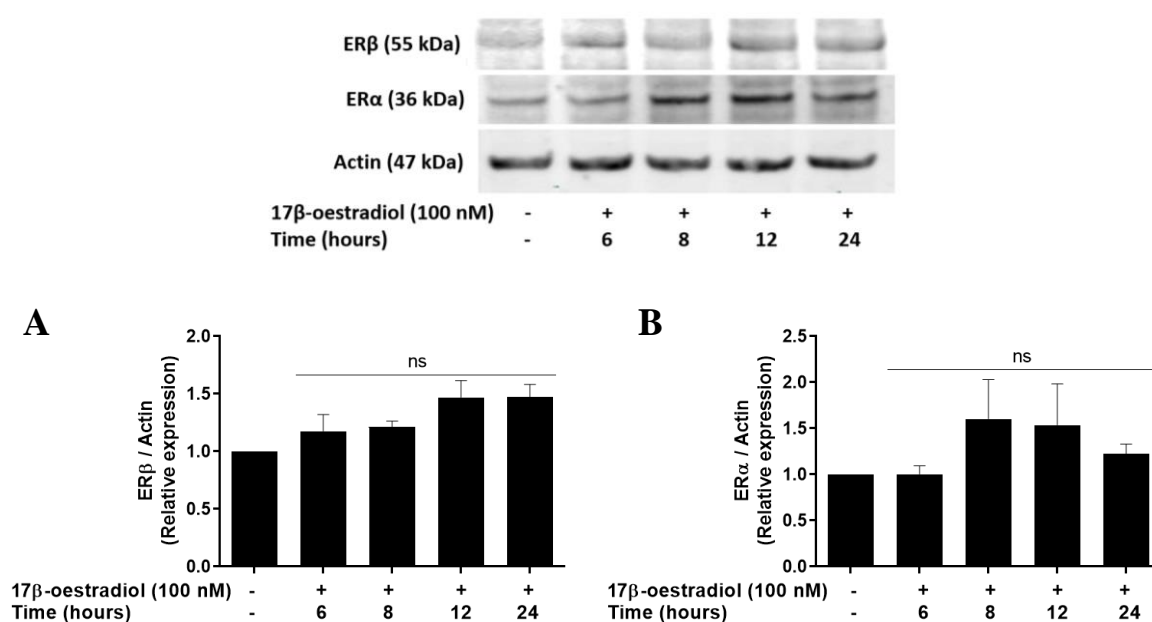 ERβ (55 kDa)
ERα (36 kDa)
Actin (47 kDa)
17β-oestradiol (100 nM) - + + + +
Time (hours) - 6 8 12 24
A
ERβ / Actin
(Relative expression)
2.0
1.5
1.0
0.5
0.0
ns
17β-oestradiol (100 nM) - + + + +
Time (hours) - 6 8 12 24
B
ERα / Actin
(Relative expression)
2.5
2.0
1.5
1.0
0.5
0.0
ns
17β-oestradiol (100 nM) - + + + +
Time (hours) - 6 8 12 24